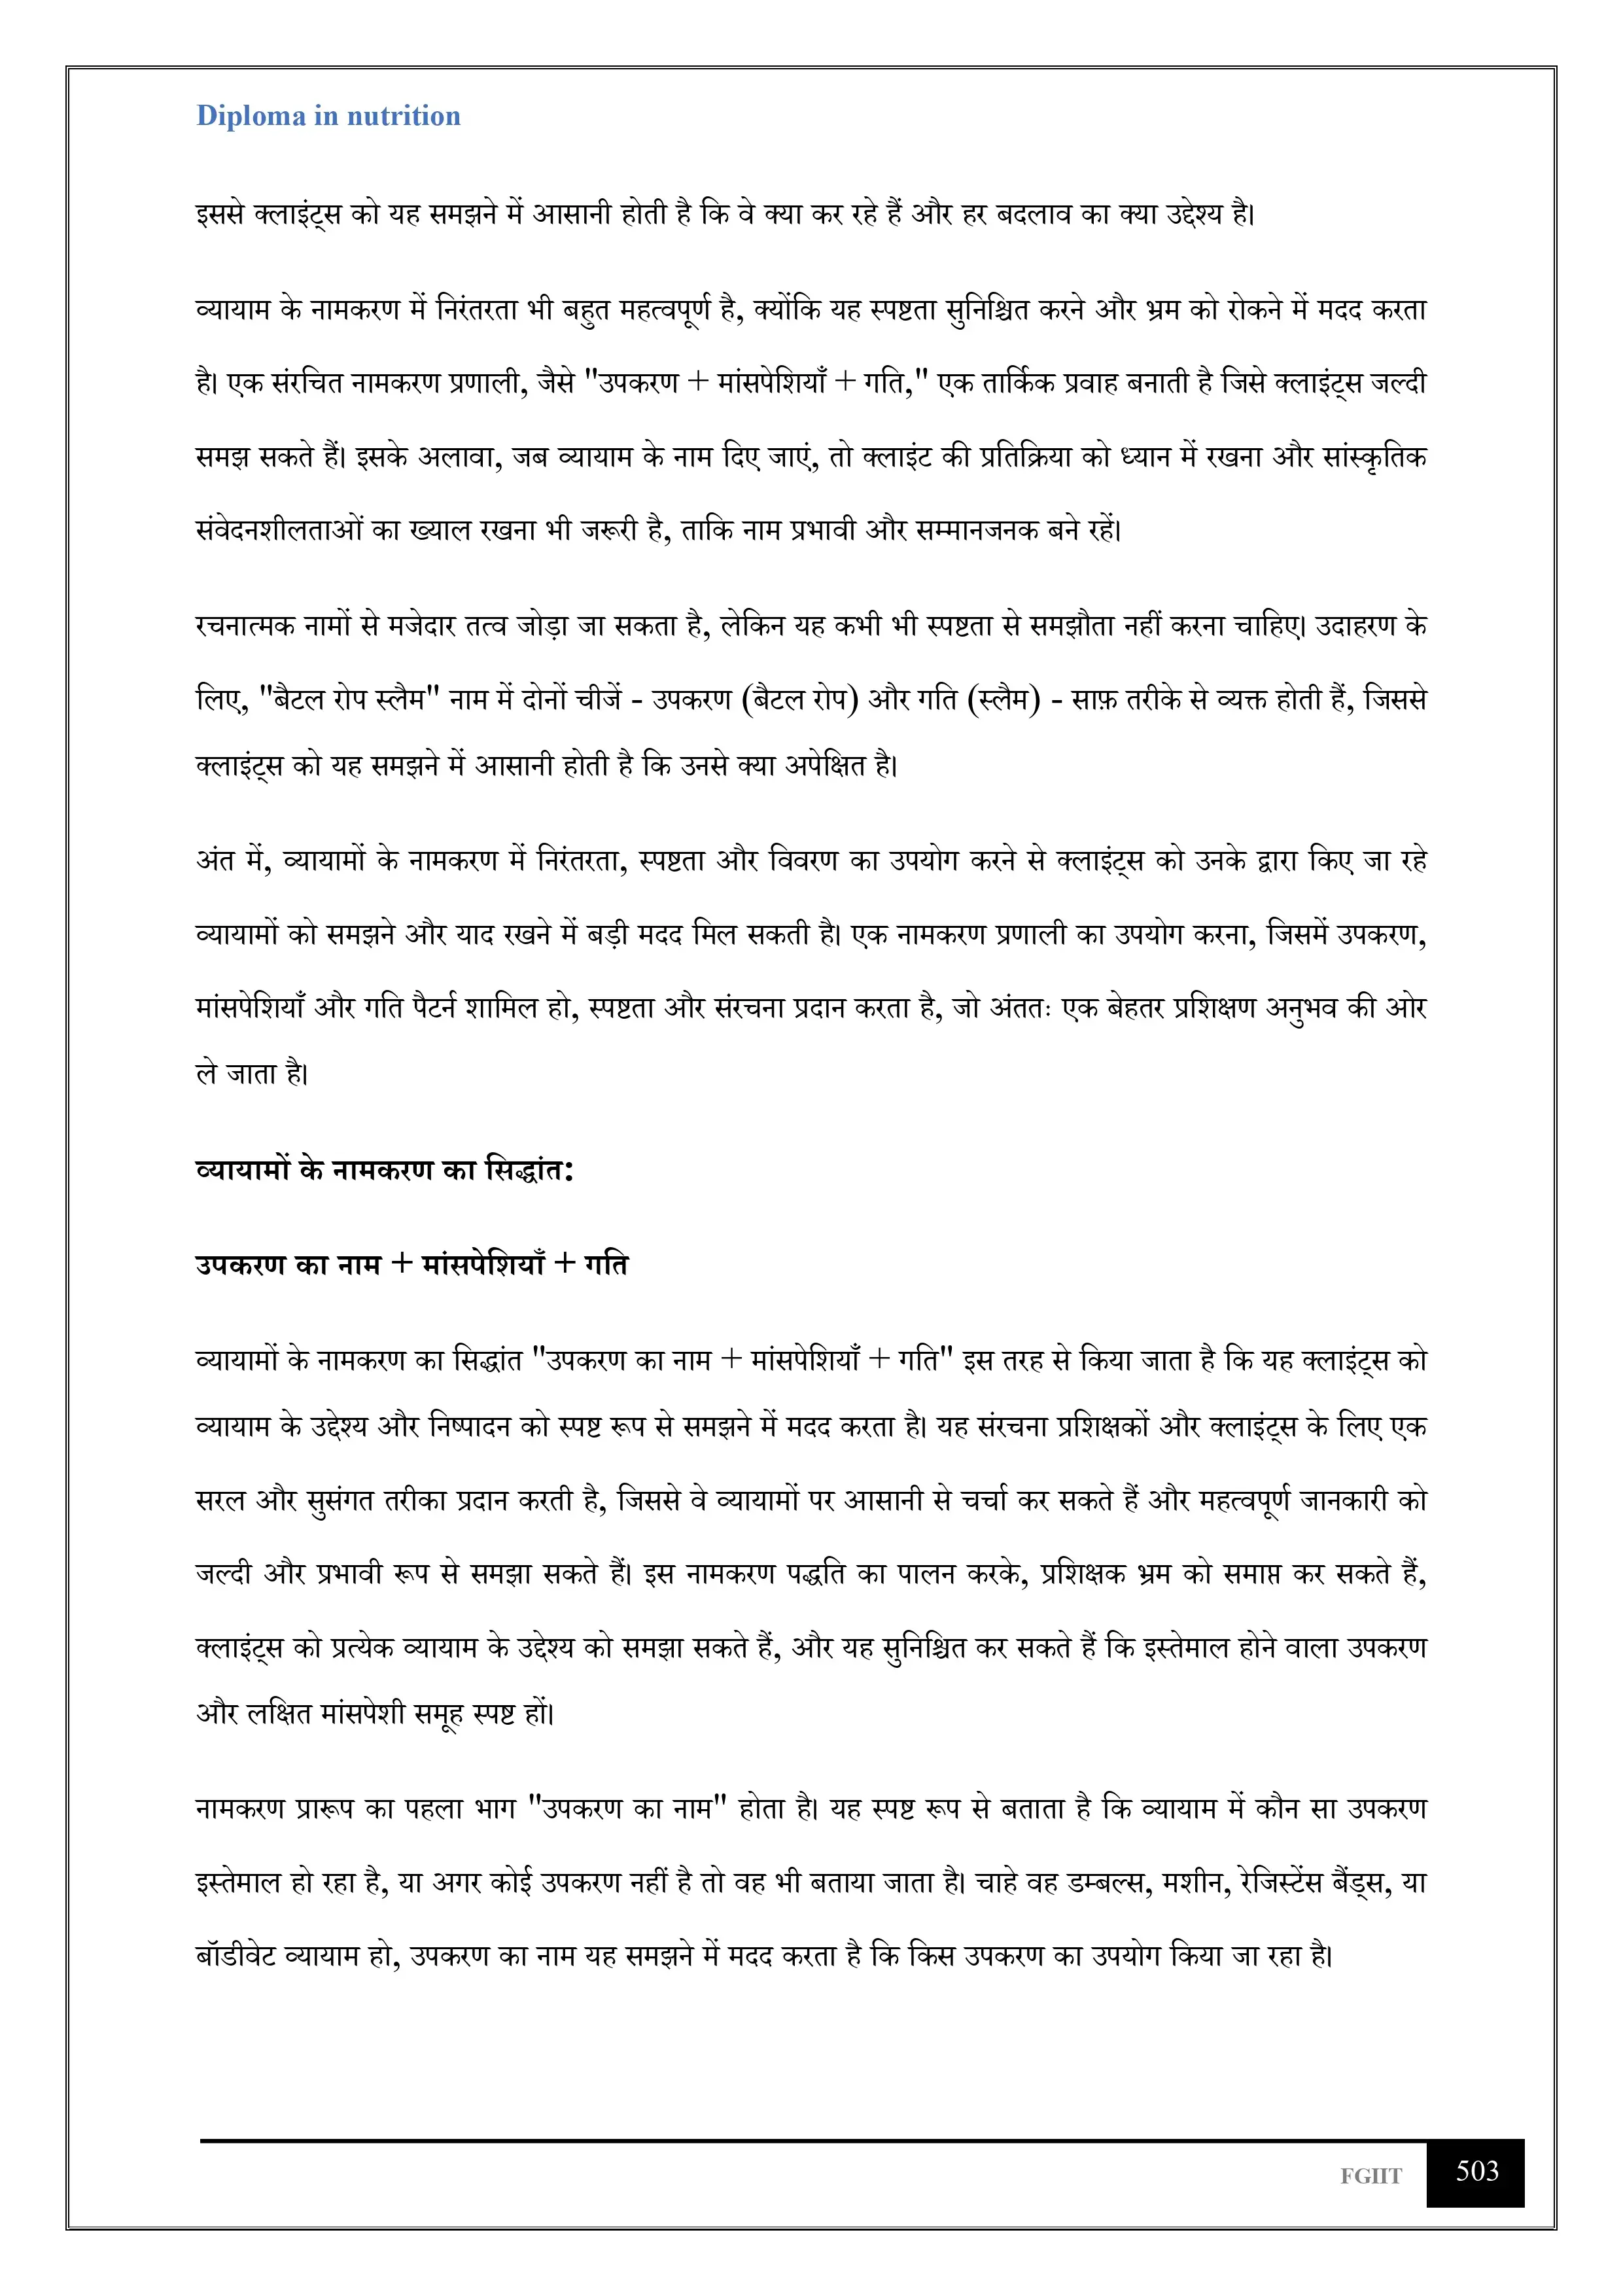 Diploma in nutrition
इससे क्लाइंट्स को यह समझने में आसानी होती है कि वे क्या कर रहे हैं और हर बदलाव का क्या उद्देश्य है।
व्यायाम के नामकरण में निरंतरता भी बहुत महत्वपूर्ण है, क्योंकि यह स्पष्टता सुनिश्चित करने और भ्रम को रोकने में मदद करता
है। एक संरचित नामकरण प्रणाली, जैसे "उपकरण + मांसपेशियाँ + गति," एक तार्किक प्रवाह बनाती है जिसे क्लाइंट्स जल्दी
समझ सकते हैं। इसके अलावा, जब व्यायाम के नाम दिए जाएं, तो क्लाइंट की प्रतिक्रिया को ध्यान में रखना और सांस्कृतिक
संवेदनशीलताओं का ख्याल रखना भी जरूरी है, ताकि नाम प्रभावी और सम्मानजनक बने रहें।
रचनात्मक नामों से मजेदार तत्व जोड़ा जा सकता है, लेकिन यह कभी भी स्पष्टता से समझौता नहीं करना चाहिए। उदाहरण के
लिए, "बैटल रोप स्लैम" नाम में दोनों चीजें - उपकरण (बैटल रोप) और गति (स्लैम) - साफ़ तरीके से व्यक्त होती हैं, जिससे
क्लाइंट्स को यह समझने में आसानी होती है कि उनसे क्या अपेक्षित है।
अंत में, व्यायामों के नामकरण में निरंतरता, स्पष्टता और विवरण का उपयोग करने से क्लाइंट्स को उनके द्वारा किए जा रहे
व्यायामों को समझने और याद रखने में बड़ी मदद मिल सकती है। एक नामकरण प्रणाली का उपयोग करना, जिसमें उपकरण,
मांसपेशियाँ और गति पैटर्न शामिल हो, स्पष्टता और संरचना प्रदान करता है, जो अंततः एक बेहतर प्रशिक्षण अनुभव की ओर
ले जाता है।
व्यायामों के नामकरण का सिद्धांत:
उपकरण का नाम + मांसपेशियाँ + गति
व्यायामों के नामकरण का सिद्धांत "उपकरण का नाम + मांसपेशियाँ + गति" इस तरह से किया जाता है कि यह क्लाइंट्स को
व्यायाम के उद्देश्य और निष्पादन को स्पष्ट रूप से समझने में मदद करता है। यह संरचना प्रशिक्षकों और क्लाइंट्स के लिए एक
सरल और सुसंगत तरीका प्रदान करती है, जिससे वे व्यायामों पर आसानी से चर्चा कर सकते हैं और महत्वपूर्ण जानकारी को
जल्दी और प्रभावी रूप से समझा सकते हैं। इस नामकरण पद्धति का पालन करके, प्रशिक्षक भ्रम को समाप्त कर सकते हैं,
क्लाइंट्स को प्रत्येक व्यायाम के उद्देश्य को समझा सकते हैं, और यह सुनिश्चित कर सकते हैं कि इस्तेमाल होने वाला उपकरण
और लक्षित मांसपेशी समूह स्पष्ट हों।
नामकरण प्रारूप का पहला भाग "उपकरण का नाम" होता है। यह स्पष्ट रूप से बताता है कि व्यायाम में कौन सा उपकरण
इस्तेमाल हो रहा है, या अगर कोई उपकरण नहीं है तो वह भी बताया जाता है। चाहे वह डम्बल्स, मशीन, रेजिस्टेंस बैंड्स, या
बॉडीवेट व्यायाम हो, उपकरण का नाम यह समझने में मदद करता है कि किस उपकरण का उपयोग किया जा रहा है।
FGIIT
503